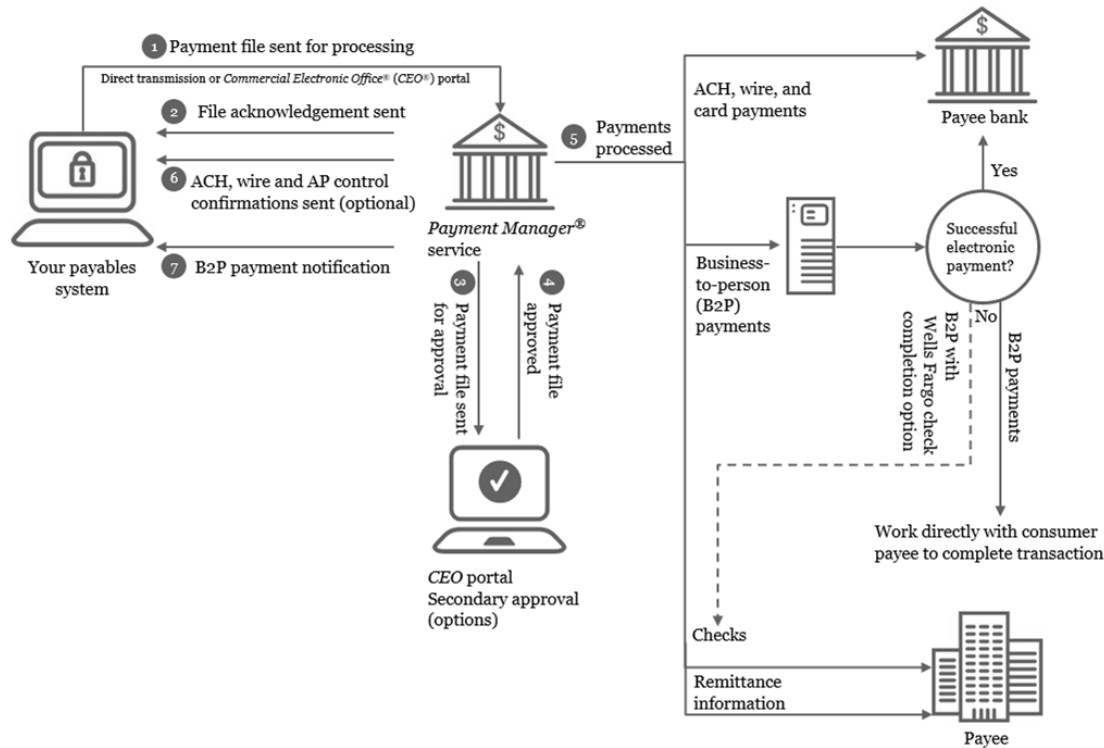 1 Payment file sent for processing
Direct transmission or Commercial Electronic Office® (CEO®) portal
2 File acknowledgement sent
6 ACH, wire and AP control
confirmations sent (optional)
7 B2P payment notification
Your payables
system
$
Payment Manager®
service
3 Payment file sent
for approval
4 Payment file
approved
CEO portal
Secondary approval
(options)
5 Payments
processed
ACH, wire, and
card payments
$
Payee bank
Yes
Business-
to-person
(B2P)
payments
Successful
electronic
payment?
No
B2P with
Wells Fargo check
completion option
B2P payments
Work directly with consumer
payee to complete transaction
Checks
Remittance
information
Payee